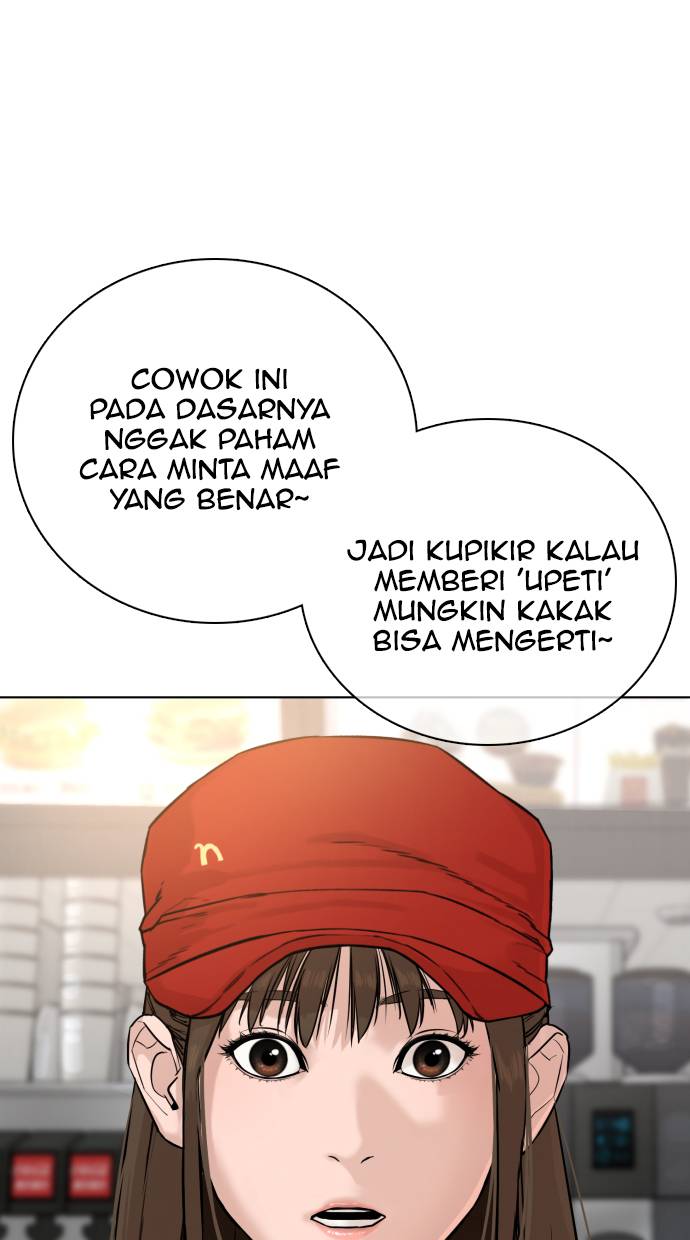 COWOK INI
PADA DASARNYA
NGGAK PAHAM
CARA MINTA MAAF
YANG BENAR~
JADI KUPIKIR KALAU
MEMBERI 'UPETI'
MUNGKIN KAKAK
BISA MENGERTI~
n